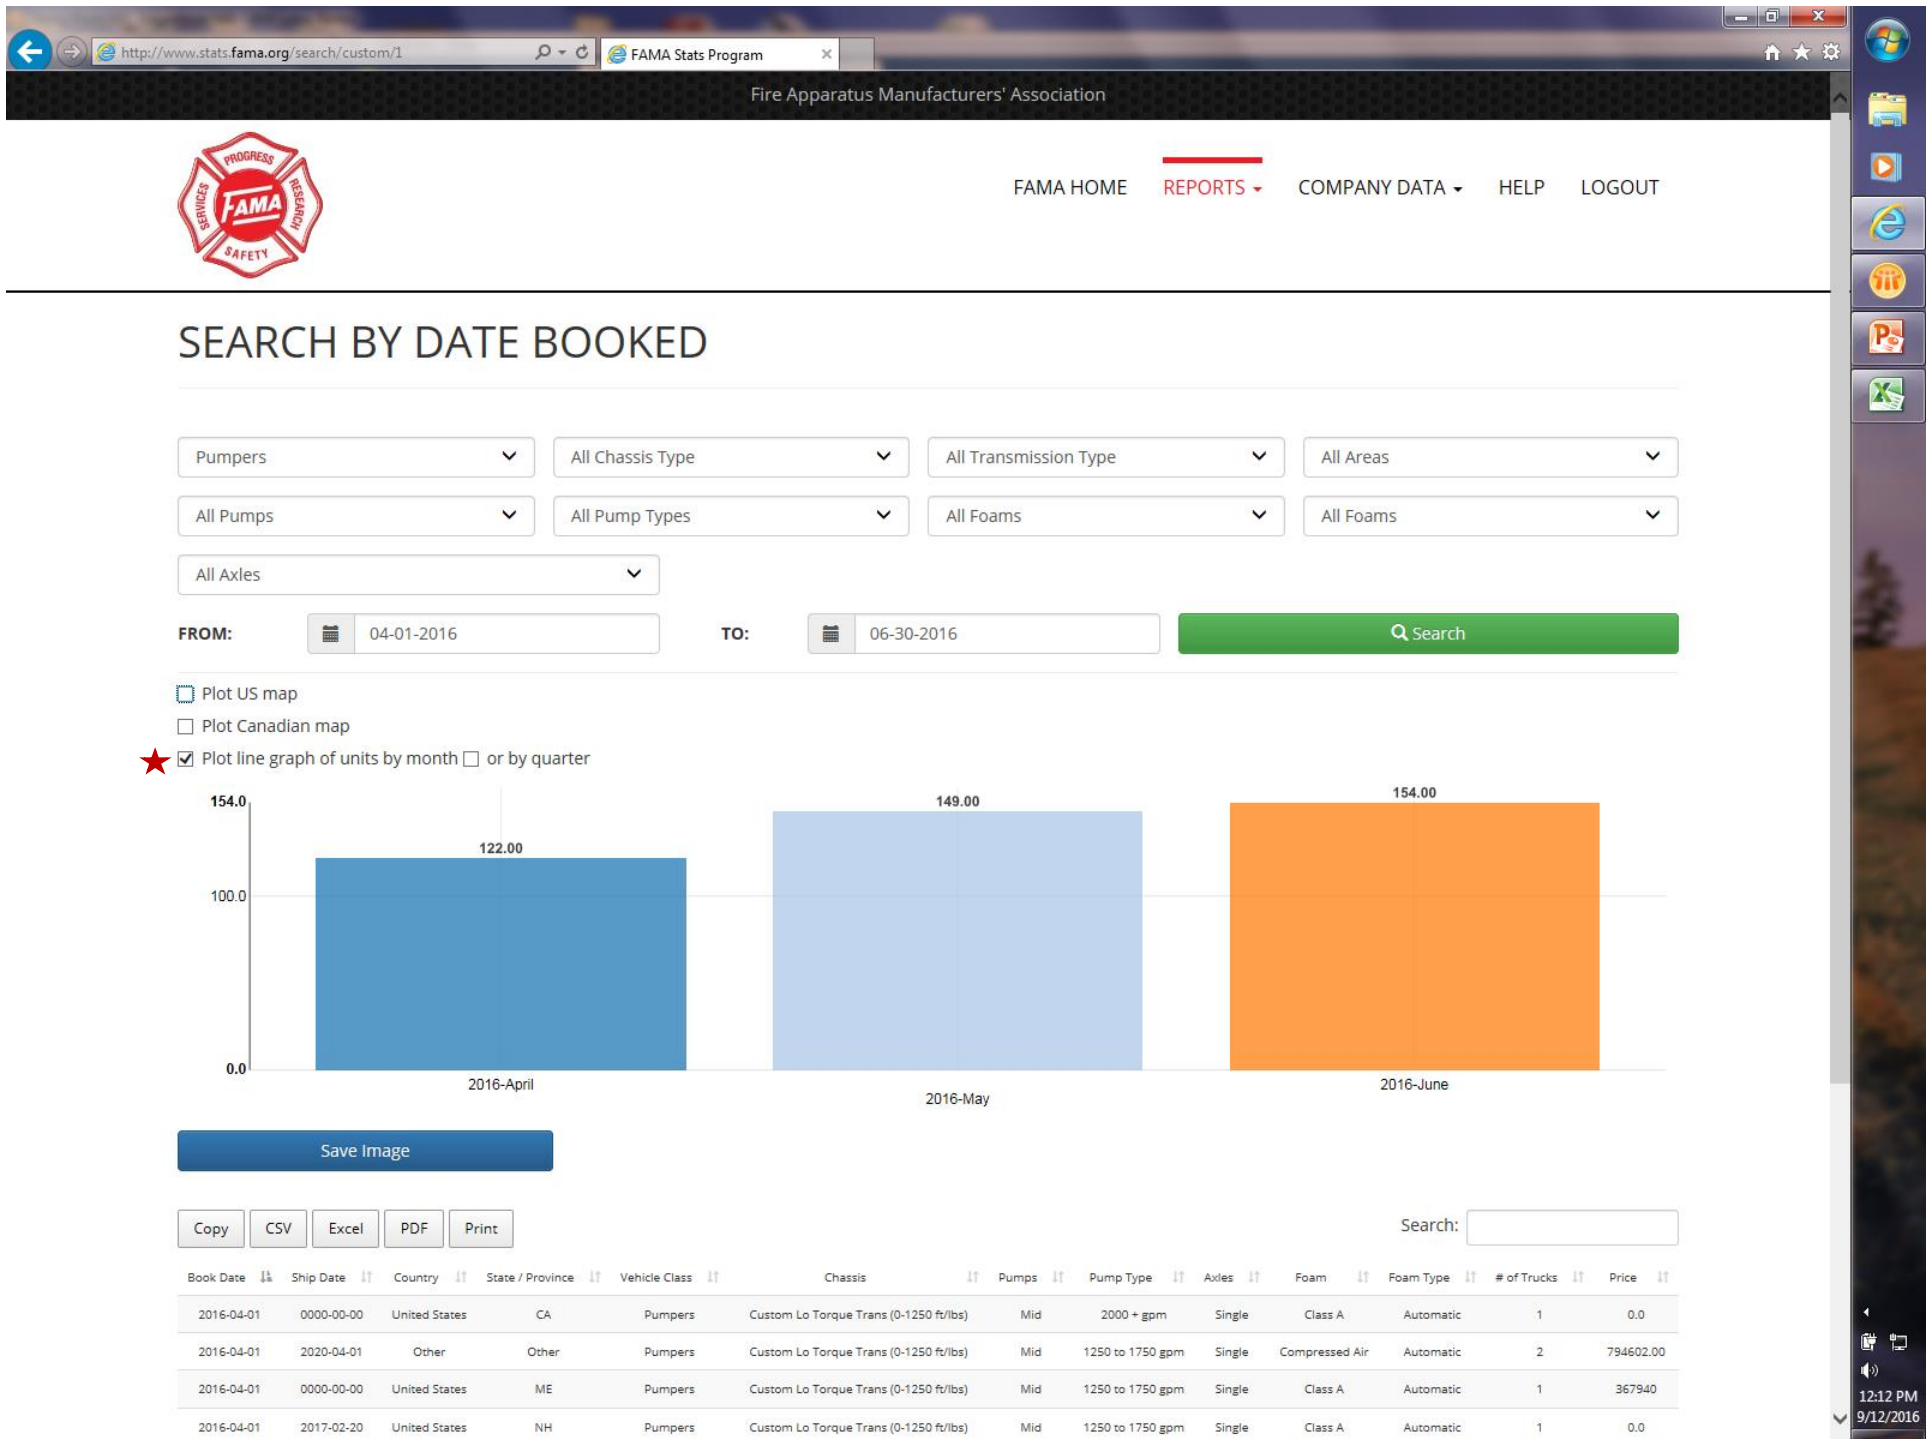 http://www.stats.fama.org/search/custom/1
FAMA Stats Program
Fire Apparatus Manufacturers' Association
PROGRESS
SERVICES
RESEARCH
FAMA
SAFETY
FAMA HOME REPORTS COMPANY DATA HELP LOGOUT
SEARCH BY DATE BOOKED
Pumpers All Chassis Type All Transmission Type All Areas
All Pumps All Pump Types All Foams All Foams
All Axles
FROM: 04-01-2016 TO: 06-30-2016 Search
Plot US map
Plot Canadian map
Plot line graph of units by month or by quarter
154.0 149.00 154.00
122.00
100.0
0.0
2016-April 2016-May 2016-June
Save Image
Copy CSV Excel PDF Print Search:
Book Date Ship Date Country State / Province Vehicle Class Chassis Pumps Pump Type Axles Foam Foam Type # of Trucks Price
2016-04-01 0000-00-00 United States CA Pumpers Custom Lo Torque Trans (0-1250 ft/lbs) Mid 2000 + gpm Single Class A Automatic 1 0.0
2016-04-01 2020-04-01 Other Other Pumpers Custom Lo Torque Trans (0-1250 ft/lbs) Mid 1250 to 1750 gpm Single Compressed Air Automatic 2 794602.00
2016-04-01 0000-00-00 United States ME Pumpers Custom Lo Torque Trans (0-1250 ft/lbs) Mid 1250 to 1750 gpm Single Class A Automatic 1 367940
2016-04-01 2017-02-20 United States NH Pumpers Custom Lo Torque Trans (0-1250 ft/lbs) Mid 1250 to 1750 gpm Single Class A Automatic 1 0.0
12:12 PM
9/12/2016